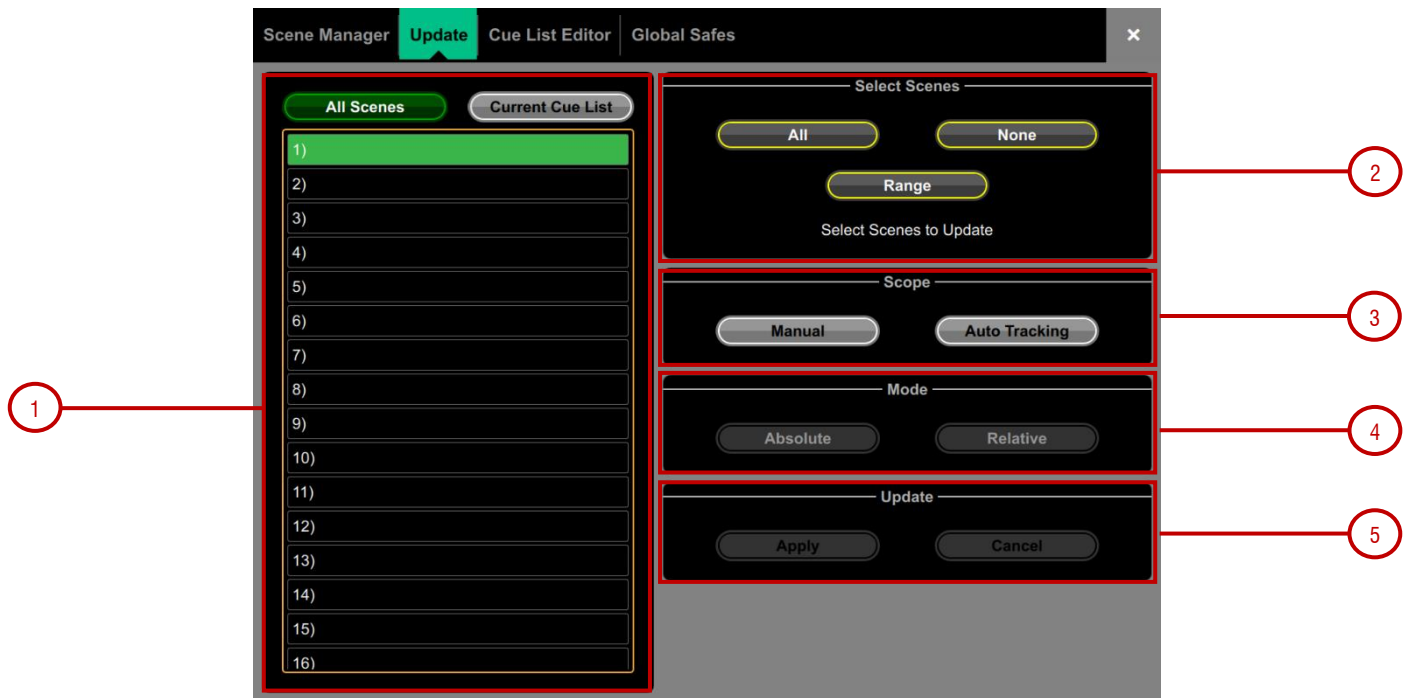 Scene Manager Update Cue List Editor Global Safes ×
All Scenes Current Cue List
1)
2)
3)
4)
5)
6)
7)
8)
9)
10)
11)
12)
13)
14)
15)
16)
1
Select Scenes
All None
Range
Select Scenes to Update
2
Scope
Manual Auto Tracking
3
Mode
Absolute Relative
4
Update
Apply Cancel
5